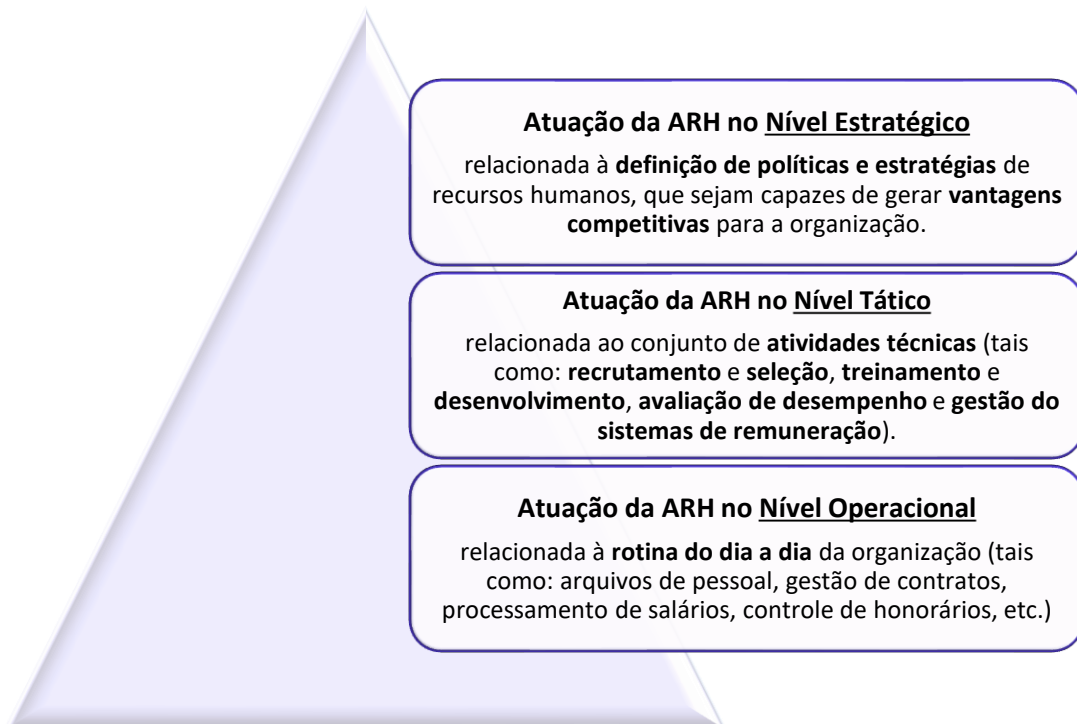 Atuação da ARH no Nível Estratégico
relacionada à definição de políticas e estratégias de
recursos humanos, que sejam capazes de gerar vantagens
competitivas para a organização.
Atuação da ARH no Nível Tático
relacionada ao conjunto de atividades técnicas (tais
como: recrutamento e seleção, treinamento e
desenvolvimento, avaliação de desempenho e gestão do
sistemas de remuneração).
Atuação da ARH no Nível Operacional
relacionada à rotina do dia a dia da organização (tais
como: arquivos de pessoal, gestão de contratos,
processamento de salários, controle de honorários, etc.)